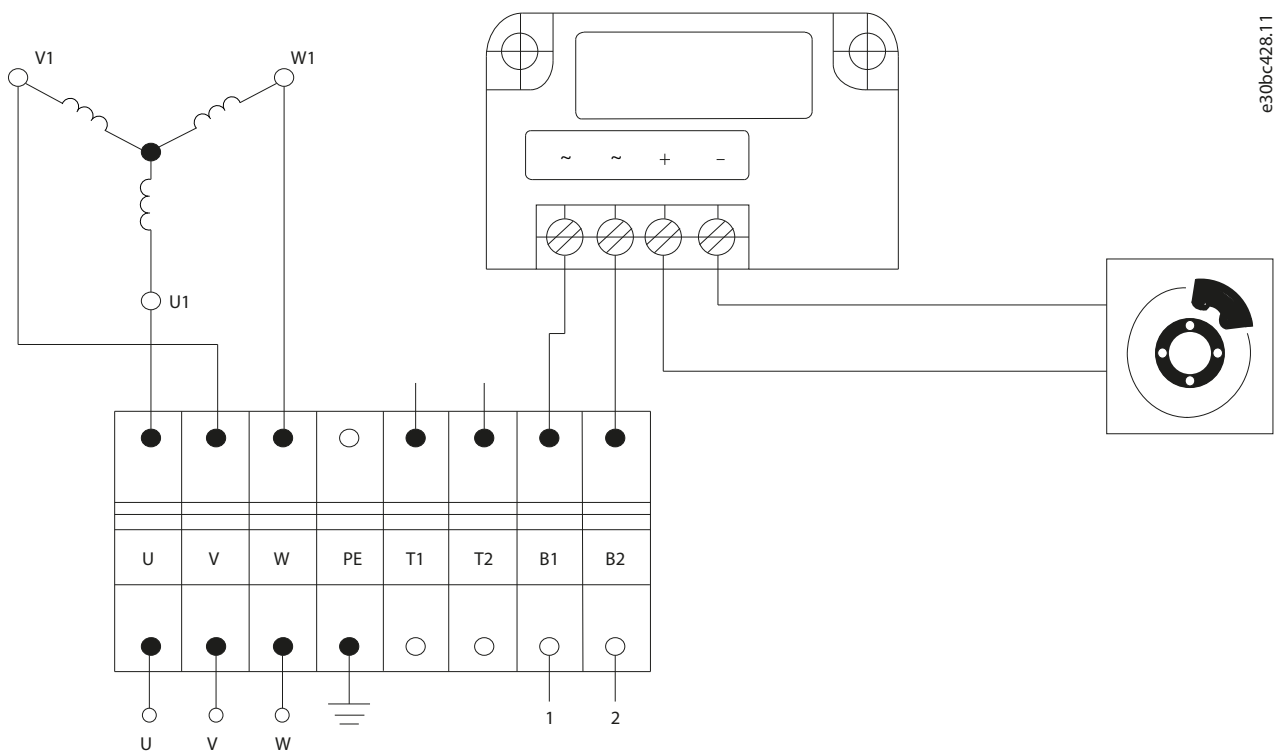 e30bc428.11
V1 W1
~ ~ + –
U1
U V W PE T1 T2 B1 B2
1 2
U V W